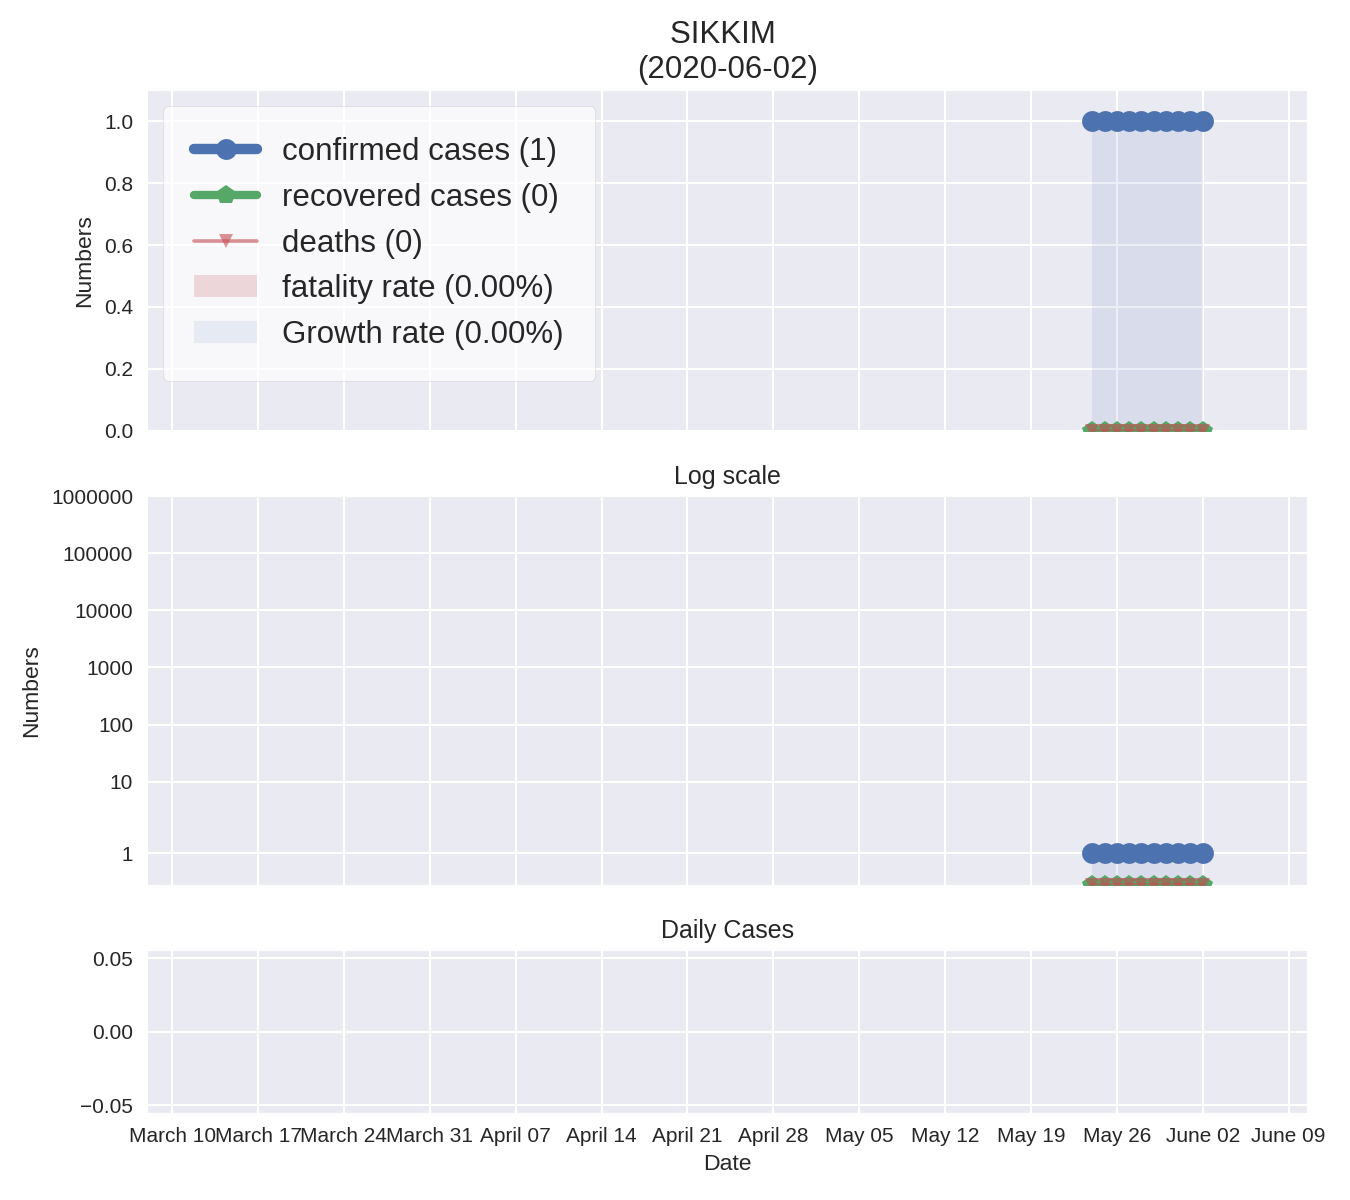 SIKKIM
(2020-06-02)
1.0
0.8
0.6
0.4
0.2
0.0
Numbers
confirmed cases (1)
recovered cases (0)
deaths (0)
fatality rate (0.00%)
Growth rate (0.00%)
Log scale
1000000
100000
10000
1000
100
10
1
Numbers
Daily Cases
0.05
0.00
−0.05
March 10 March 17 March 24 March 31 April 07 April 14 April 21 April 28 May 05 May 12 May 19 May 26 June 02 June 09
Date